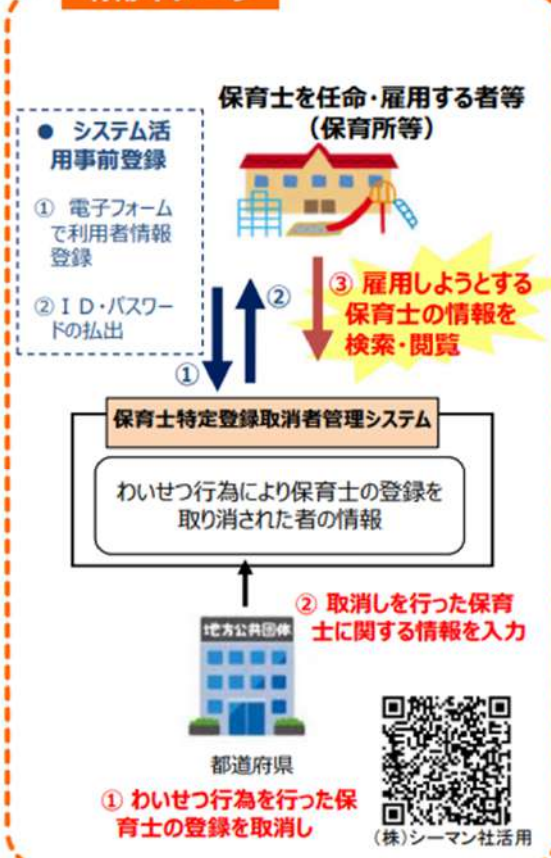 保育士を任命・雇用する者等
（保育所等）
● システム活
用事前登録
① 電子フォーム
で利用者情報
登録
② ＩＤ・パスワー
ドの払出
①
②
③ 雇用しようとする
保育士の情報を
検索・閲覧
保育士特定登録取消者管理システム
わいせつ行為により保育士の登録を
取り消された者の情報
② 取消しを行った保育
士に関する情報を入力
地方公共団体
都道府県
① わいせつ行為を行った保
育士の登録を取消し
(株)シーマン社活用